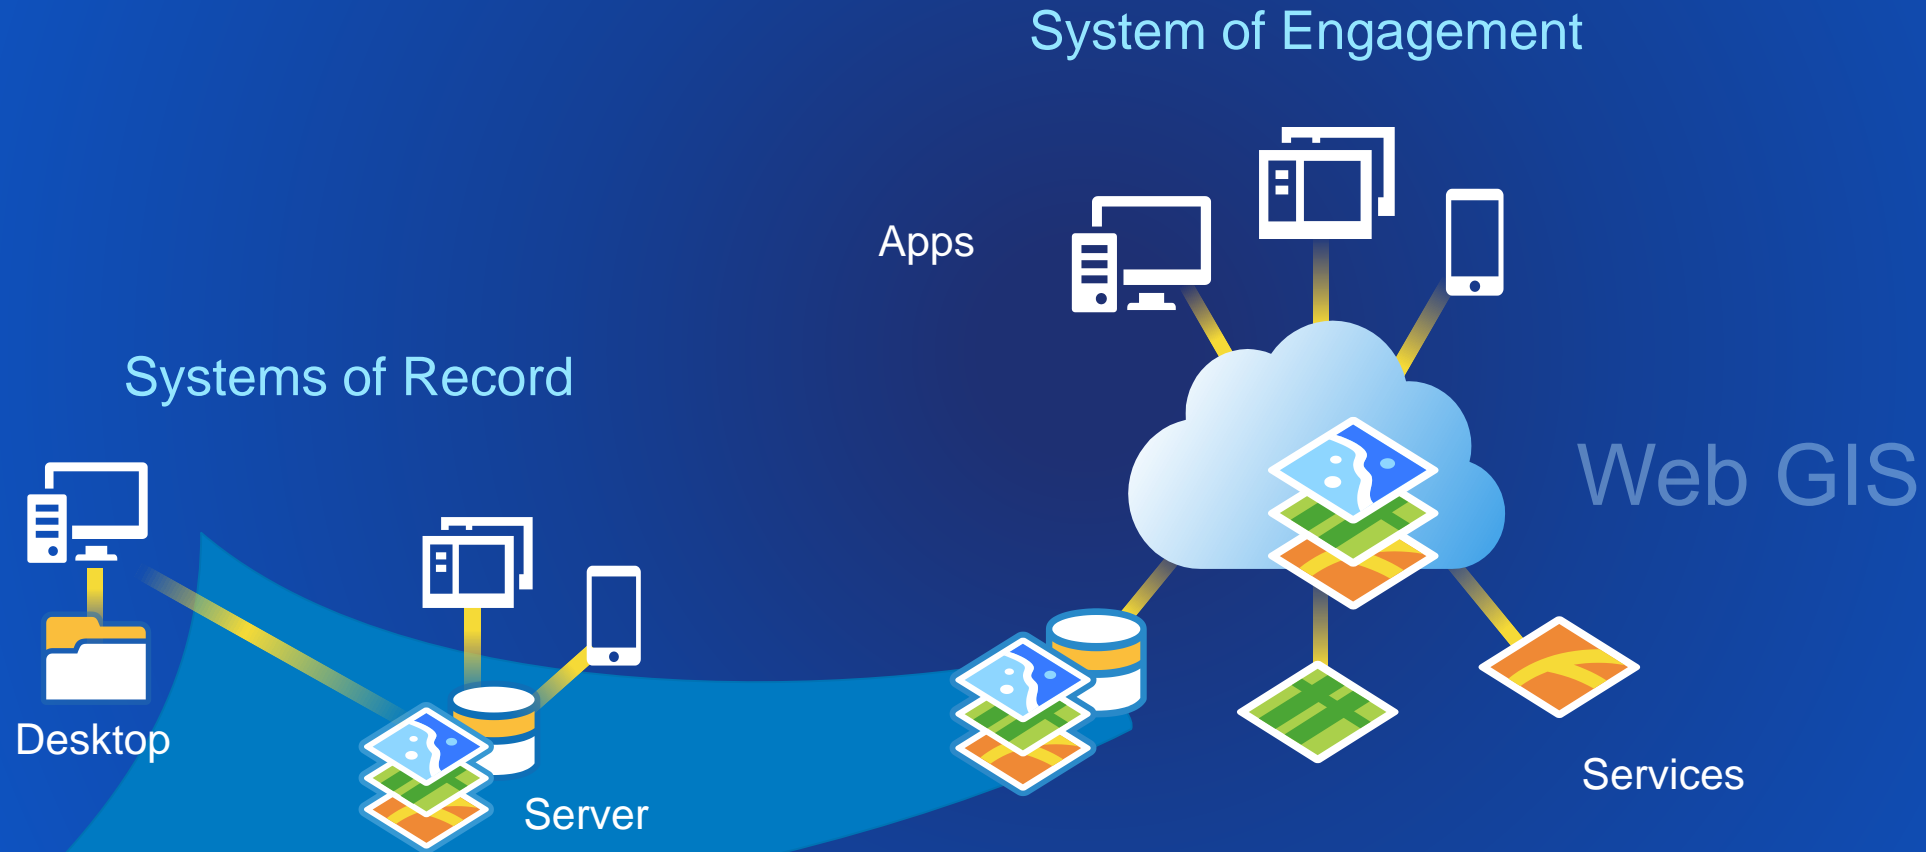 System of Engagement
Apps
Systems of Record
Web GIS
Desktop
Services
Server